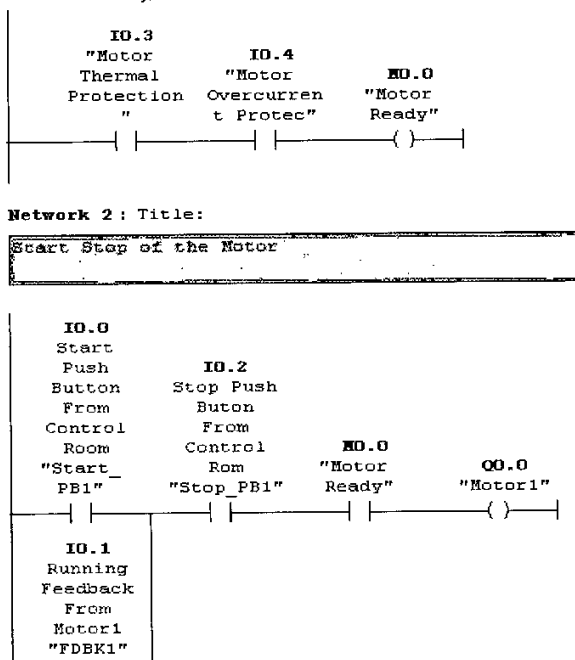 I0.3
"Motor
Thermal
Protection
"
I0.4
"Motor
Overcurren
t Protec"
M0.0
"Motor
Ready"
Network 2 : Title:
Start Stop of the Motor
I0.0
Start
Push
Button
From
Control
Room
"Start_
PB1"
I0.2
Stop Push
Buton
From
Control
Rom
"Stop_PB1"
M0.0
"Motor
Ready"
Q0.0
"Motor1"
I0.1
Running
Feedback
From
Motor1
"FDBK1"